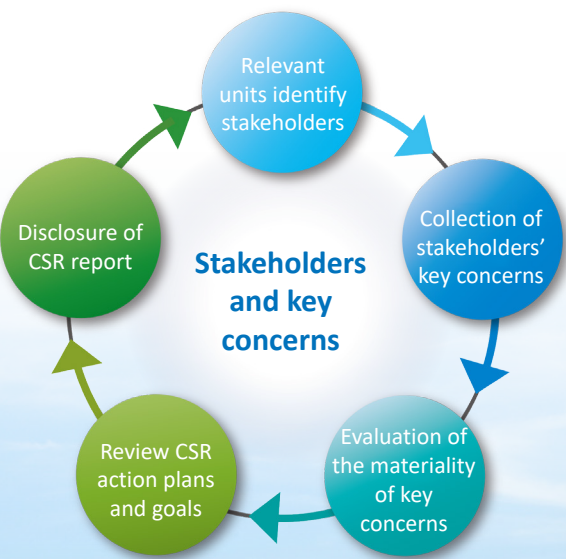 Relevant
units identify
stakeholders
Collection of
stakeholders’
key concerns
Evaluation of
the materiality
of key
concerns
Review CSR
action plans
and goals
Disclosure of
CSR report
Stakeholders
and key
concerns